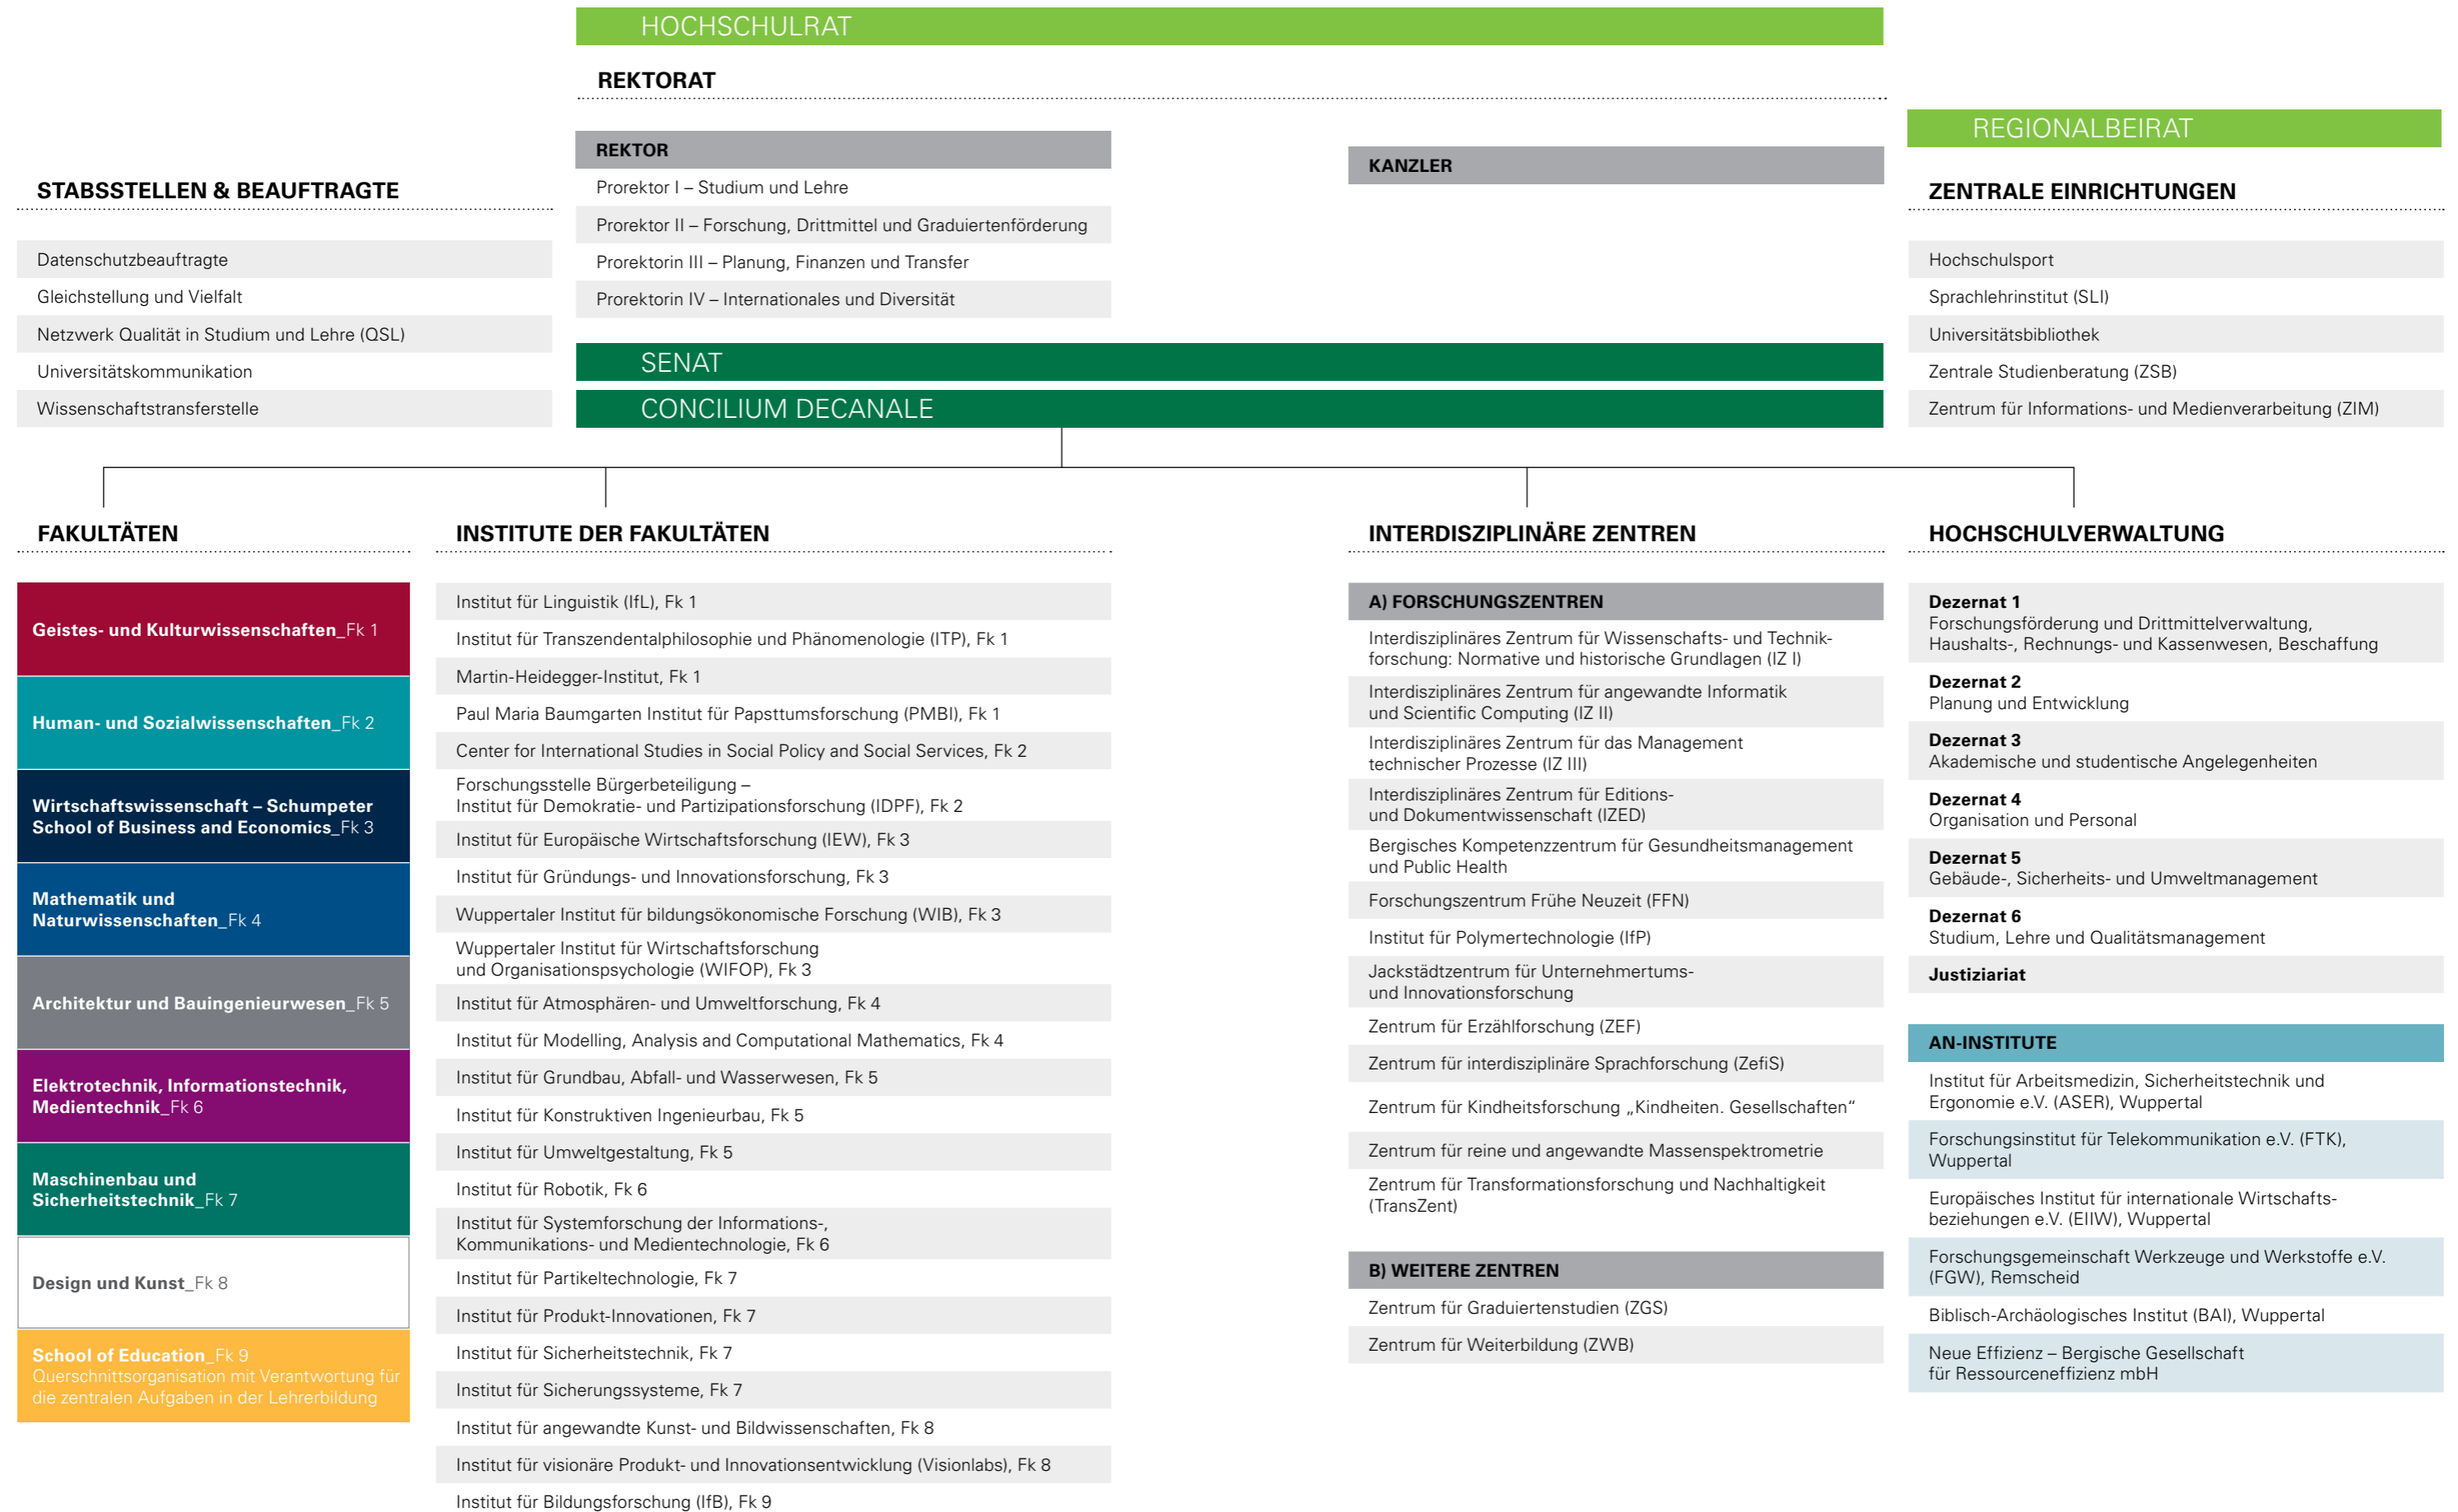 HOCHSCHULRAT
REKTORAT
REKTOR
Prorektor I – Studium und Lehre
Prorektor II – Forschung, Drittmittel und Graduiertenförderung
Prorektorin III – Planung, Finanzen und Transfer
Prorektorin IV – Internationales und Diversität
KANZLER
SENAT
CONCILIUM DECANALE
STABSSTELLEN & BEAUFTRAGTE
Datenschutzbeauftragte
Gleichstellung und Vielfalt
Netzwerk Qualität in Studium und Lehre (QSL)
Universitätskommunikation
Wissenschaftstransferstelle
REGIONALBEIRAT
ZENTRALE EINRICHTUNGEN
Hochschulsport
Sprachlehrinstitut (SLI)
Universitätsbibliothek
Zentrale Studienberatung (ZSB)
Zentrum für Informations- und Medienverarbeitung (ZIM)
FAKULTÄTEN
Geistes- und Kulturwissenschaften_Fk 1
Human- und Sozialwissenschaften_Fk 2
Wirtschaftswissenschaft – Schumpeter
School of Business and Economics_Fk 3
Mathematik und
Naturwissenschaften_Fk 4
Architektur und Bauingenieurwesen_Fk 5
Elektrotechnik, Informationstechnik,
Medientechnik_Fk 6
Maschinenbau und
Sicherheitstechnik_Fk 7
Design und Kunst_Fk 8
School of Education_Fk 9
Querschnittsorganisation mit Verantwortung für
die zentralen Aufgaben in der Lehrerbildung
INSTITUTE DER FAKULTÄTEN
Institut für Linguistik (IfL), Fk 1
Institut für Transzendentalphilosophie und Phänomenologie (ITP), Fk 1
Martin-Heidegger-Institut, Fk 1
Paul Maria Baumgarten Institut für Papsttumsforschung (PMBI), Fk 1
Center for International Studies in Social Policy and Social Services, Fk 2
Forschungsstelle Bürgerbeteiligung –
Institut für Demokratie- und Partizipationsforschung (IDPF), Fk 2
Institut für Europäische Wirtschaftsforschung (IEW), Fk 3
Institut für Gründungs- und Innovationsforschung, Fk 3
Wuppertaler Institut für bildungsökonomische Forschung (WIB), Fk 3
Wuppertaler Institut für Wirtschaftsforschung
und Organisationspsychologie (WIFOP), Fk 3
Institut für Atmosphären- und Umweltforschung, Fk 4
Institut für Modelling, Analysis and Computational Mathematics, Fk 4
Institut für Grundbau, Abfall- und Wasserwesen, Fk 5
Institut für Konstruktiven Ingenieurbau, Fk 5
Institut für Umweltgestaltung, Fk 5
Institut für Robotik, Fk 6
Institut für Systemforschung der Informations-,
Kommunikations- und Medientechnologie, Fk 6
Institut für Partikeltechnologie, Fk 7
Institut für Produkt-Innovationen, Fk 7
Institut für Sicherheitstechnik, Fk 7
Institut für Sicherungssysteme, Fk 7
Institut für angewandte Kunst- und Bildwissenschaften, Fk 8
Institut für visionäre Produkt- und Innovationsentwicklung (Visionlabs), Fk 8
Institut für Bildungsforschung (IfB), Fk 9
INTERDISZIPLINÄRE ZENTREN
A) FORSCHUNGSZENTREN
Interdisziplinäres Zentrum für Wissenschafts- und Technik-
forschung: Normative und historische Grundlagen (IZ I)
Interdisziplinäres Zentrum für angewandte Informatik
und Scientific Computing (IZ II)
Interdisziplinäres Zentrum für das Management
technischer Prozesse (IZ III)
Interdisziplinäres Zentrum für Editions-
und Dokumentwissenschaft (IZED)
Bergisches Kompetenzzentrum für Gesundheitsmanagement
und Public Health
Forschungszentrum Frühe Neuzeit (FFN)
Institut für Polymertechnologie (IfP)
Jackstädtzentrum für Unternehmertums-
und Innovationsforschung
Zentrum für Erzählforschung (ZEF)
Zentrum für interdisziplinäre Sprachforschung (ZefiS)
Zentrum für Kindheitsforschung „Kindheiten. Gesellschaften“
Zentrum für reine und angewandte Massenspektrometrie
Zentrum für Transformationsforschung und Nachhaltigkeit
(TransZent)
B) WEITERE ZENTREN
Zentrum für Graduiertenstudien (ZGS)
Zentrum für Weiterbildung (ZWB)
HOCHSCHULVERWALTUNG
Dezernat 1
Forschungsförderung und Drittmittelverwaltung,
Haushalts-, Rechnungs- und Kassenwesen, Beschaffung
Dezernat 2
Planung und Entwicklung
Dezernat 3
Akademische und studentische Angelegenheiten
Dezernat 4
Organisation und Personal
Dezernat 5
Gebäude-, Sicherheits- und Umweltmanagement
Dezernat 6
Studium, Lehre und Qualitätsmanagement
Justiziariat
AN-INSTITUTE
Institut für Arbeitsmedizin, Sicherheitstechnik und
Ergonomie e.V. (ASER), Wuppertal
Forschungsinstitut für Telekommunikation e.V. (FTK),
Wuppertal
Europäisches Institut für internationale Wirtschafts-
beziehungen e.V. (EIIW), Wuppertal
Forschungsgemeinschaft Werkzeuge und Werkstoffe e.V.
(FGW), Remscheid
Biblisch-Archäologisches Institut (BAI), Wuppertal
Neue Effizienz – Bergische Gesellschaft
für Ressourceneffizienz mbH